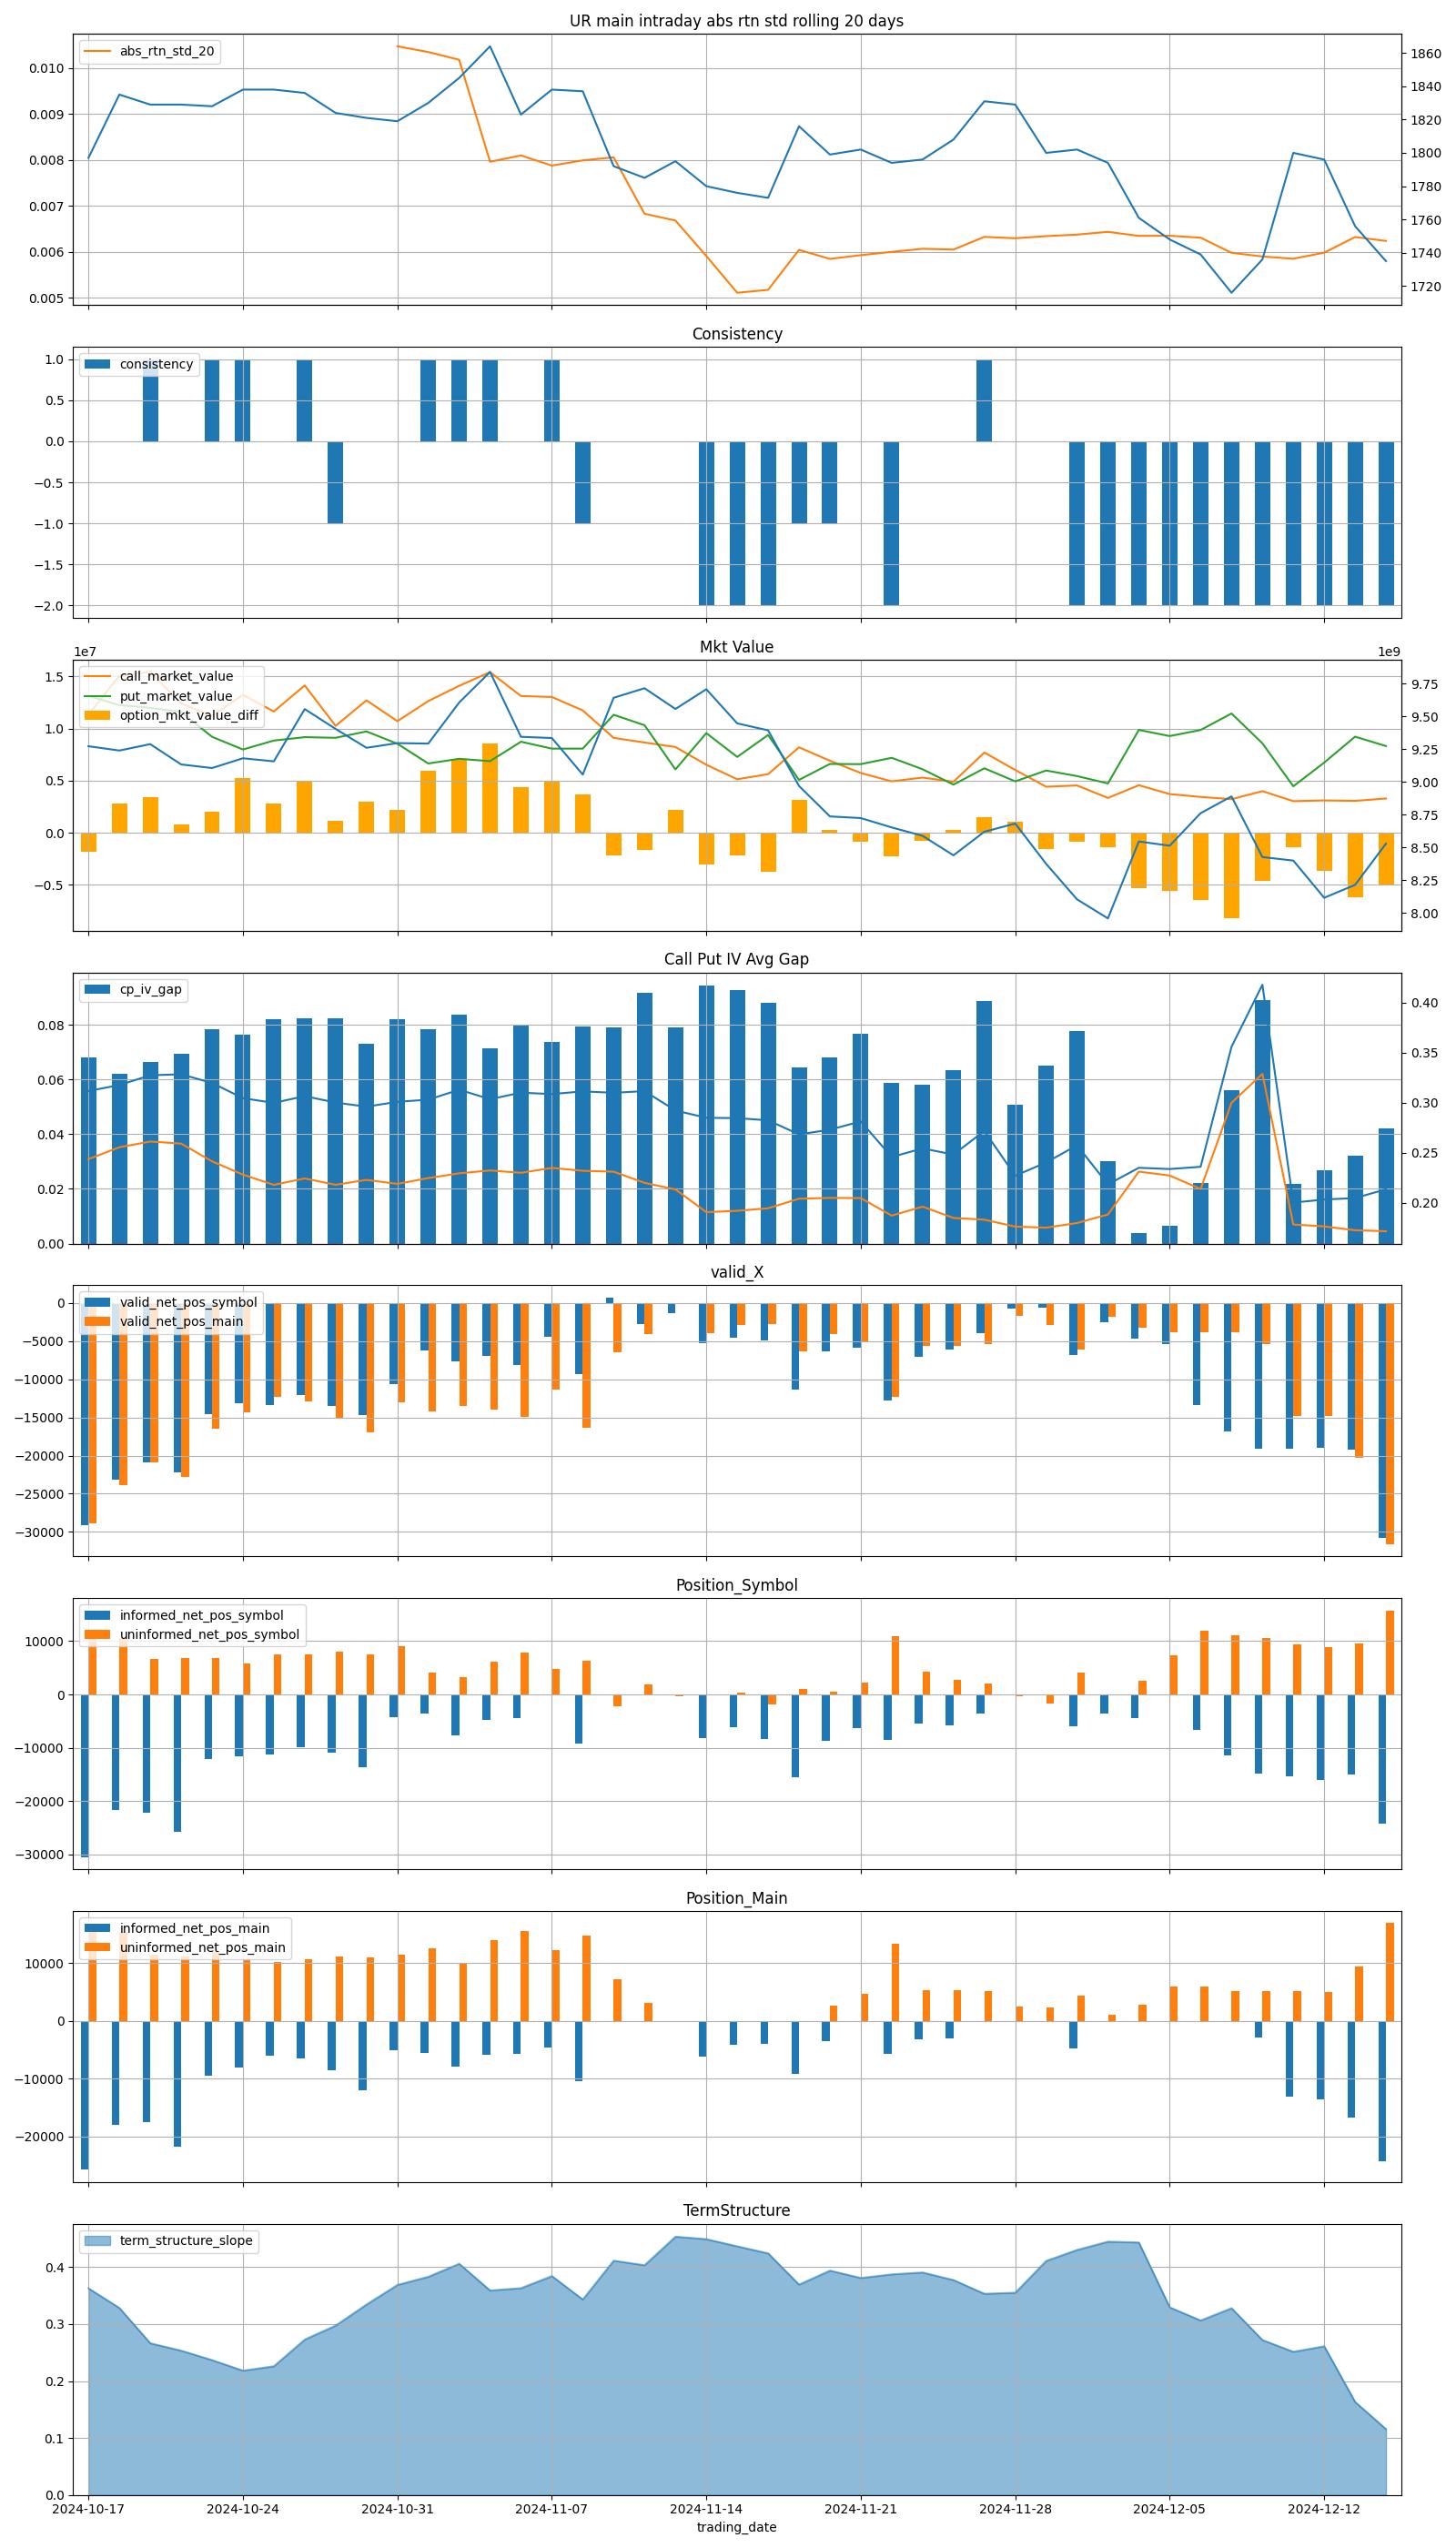 UR main intraday abs rtn std rolling 20 days
abs_rtn_std_20
0.010
0.009
0.008
0.007
0.006
0.005
1860
1840
1820
1800
1780
1760
1740
1720
Consistency
consistency
1.0
0.5
0.0
−0.5
−1.0
−1.5
−2.0
Mkt Value
1e7
1e9
call_market_value
put_market_value
option_mkt_value_diff
1.5
1.0
0.5
0.0
−0.5
9.75
9.50
9.25
9.00
8.75
8.50
8.25
8.00
Call Put IV Avg Gap
cp_iv_gap
0.08
0.06
0.04
0.02
0.00
0.40
0.35
0.30
0.25
0.20
valid_X
valid_net_pos_symbol
valid_net_pos_main
0
−5000
−10000
−15000
−20000
−25000
−30000
Position_Symbol
informed_net_pos_symbol
uninformed_net_pos_symbol
10000
0
−10000
−20000
−30000
Position_Main
informed_net_pos_main
uninformed_net_pos_main
10000
0
−10000
−20000
TermStructure
term_structure_slope
0.4
0.3
0.2
0.1
0.0
2024-10-17 2024-10-24 2024-10-31 2024-11-07 2024-11-14 2024-11-21 2024-11-28 2024-12-05 2024-12-12
trading_date